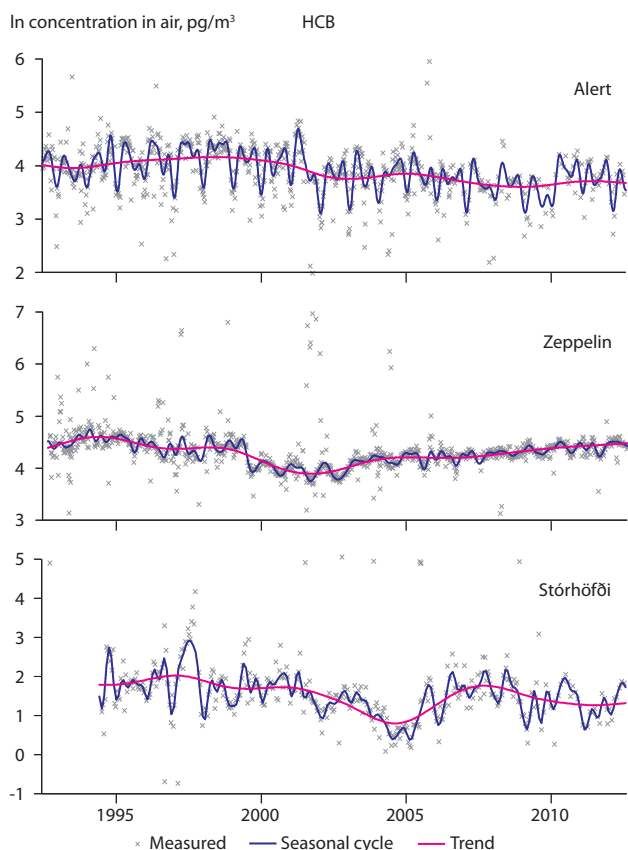 ln concentration in air, pg/m³ HCB
Alert
6
5
4
3
2
Zeppelin
7
6
5
4
3
Stórhöfði
5
4
3
2
1
0
-1
1995 2000 2005 2010
× Measured — Seasonal cycle — Trend